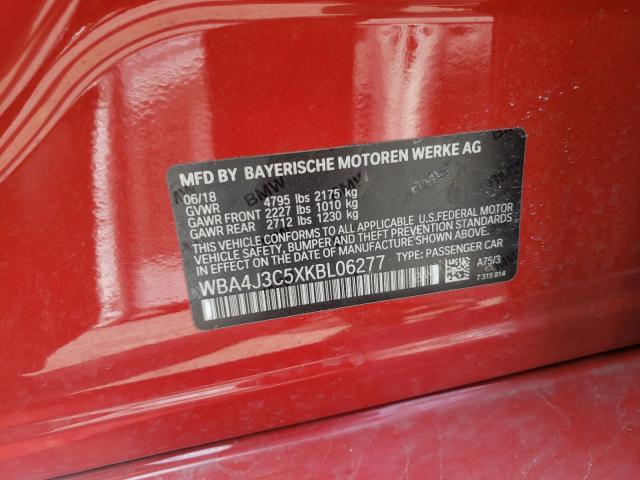 MFD BY BAYERISCHE MOTOREN WERKE AG
06/18
GVWR 4795 lbs 2175 kg
GAWR FRONT 2227 lbs 1010 kg
GAWR REAR 2712 lbs 1230 kg
THIS VEHICLE CONFORMS TO ALL APPLICABLE U.S.FEDERAL MOTOR
VEHICLE SAFETY, BUMPER, AND THEFT PREVENTION STANDARDS
IN EFFECT ON THE DATE OF MANUFACTURE SHOWN ABOVE.
WBA4J3C5XKBL06277 TYPE: PASSENGER CAR
A75/3
7 315 814
BMW